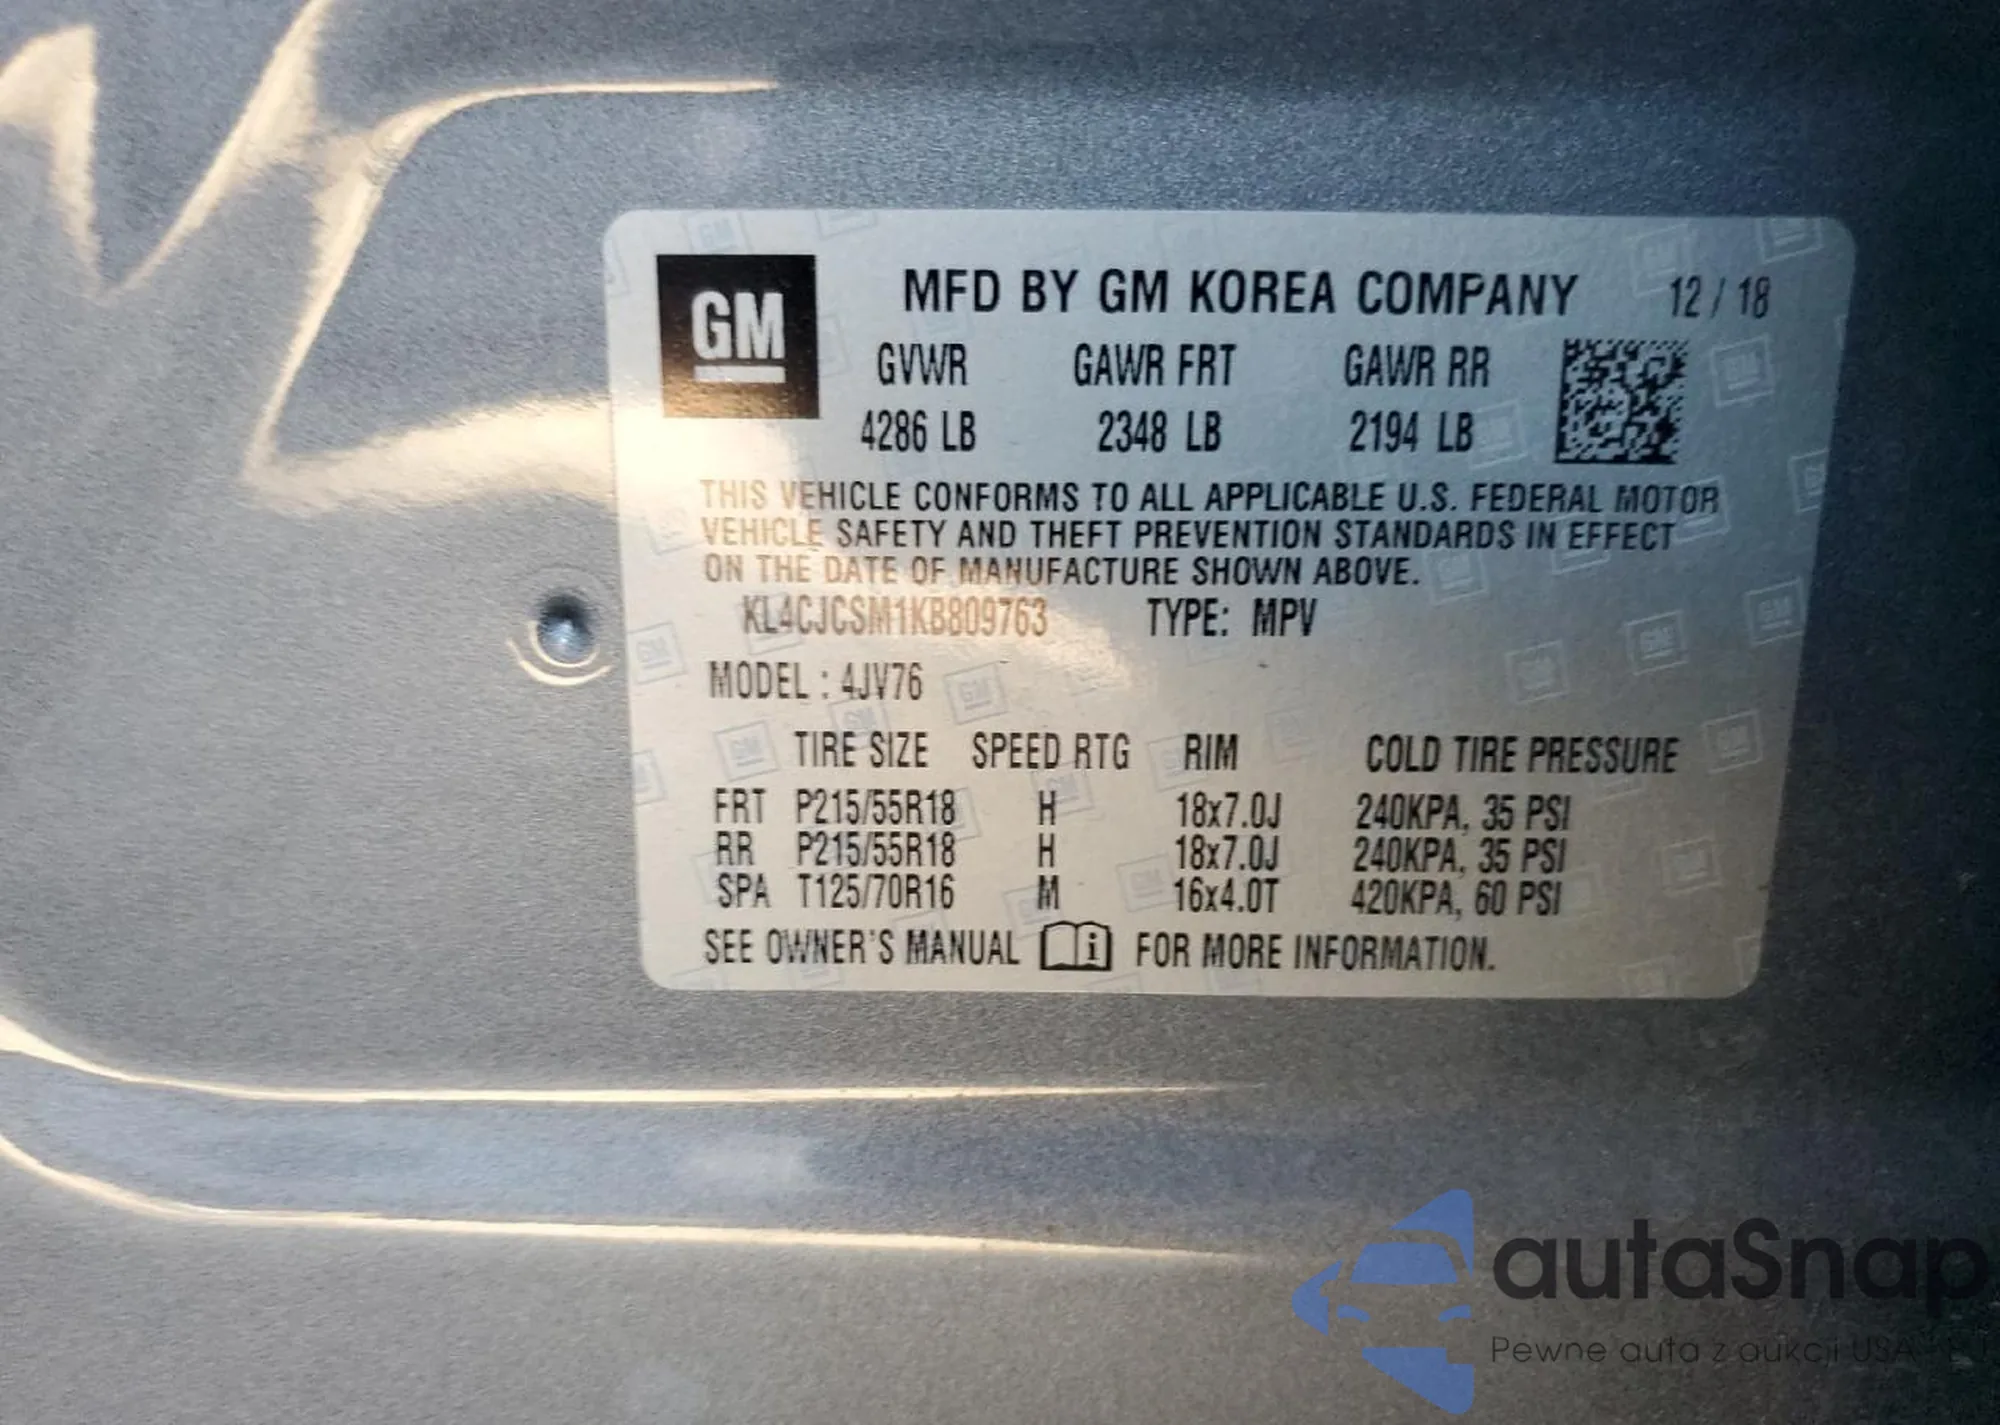 GM
MFD BY GM KOREA COMPANY 12 / 18
GVWR GAWR FRT GAWR RR
4286 LB 2348 LB 2194 LB
THIS VEHICLE CONFORMS TO ALL APPLICABLE U.S. FEDERAL MOTOR
VEHICLE SAFETY AND THEFT PREVENTION STANDARDS IN EFFECT
ON THE DATE OF MANUFACTURE SHOWN ABOVE.
KL4CJCSM1KB809763 TYPE: MPV
MODEL : 4JV76
TIRE SIZE SPEED RTG RIM COLD TIRE PRESSURE
FRT P215/55R18 H 18x7.0J 240KPA, 35 PSI
RR P215/55R18 H 18x7.0J 240KPA, 35 PSI
SPA T125/70R16 M 16x4.0T 420KPA, 60 PSI
SEE OWNER'S MANUAL i FOR MORE INFORMATION.
autaSnap
Pewne auta z aukcji USA